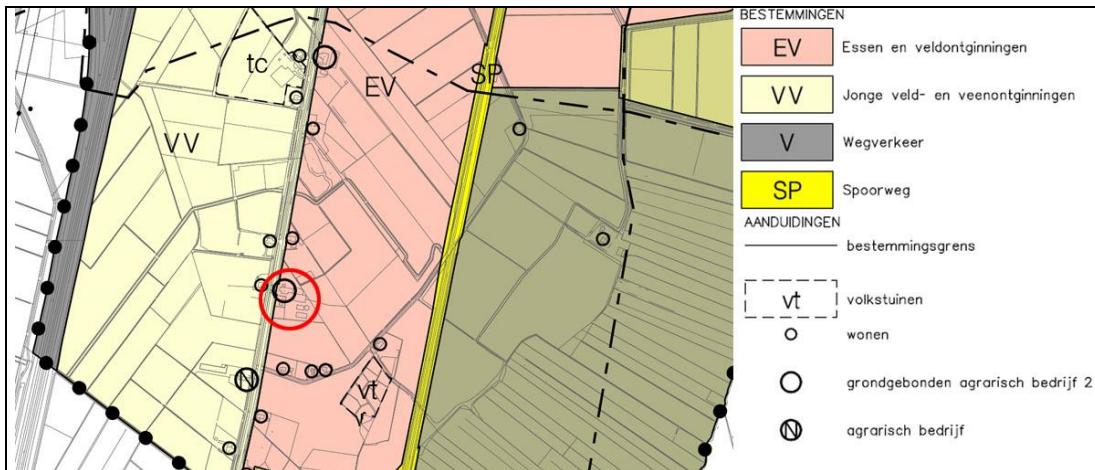 tc
EV
SP
VV
vt
N
BESTEMMINGEN
EV Essen en veldontginningen
VV Jonge veld- en veenontginningen
V Wegverkeer
SP Spoorweg
AANDUIDINGEN
bestemmingsgrens
vt volkstuinen
wonen
grondgebonden agrarisch bedrijf 2
N agrarisch bedrijf